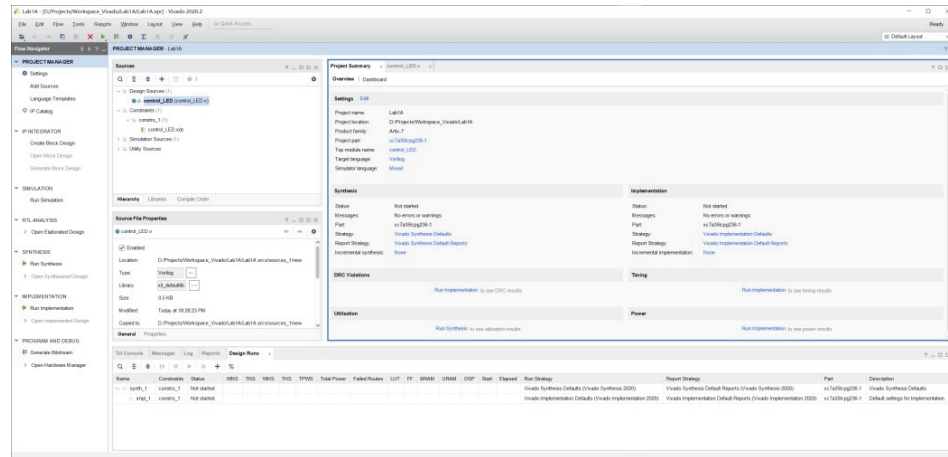 Lab1A - [D:/Projects/Workspace_Vivado/Lab1A/Lab1A.xpr] - Vivado 2020.2
File Edit Flow Tools Reports Window Layout View Help Quick Access
Ready
Default Layout
Flow Navigator
PROJECT MANAGER - Lab1A
PROJECT MANAGER
Settings
Add Sources
Language Templates
IP Catalog
IP INTEGRATOR
Create Block Design
Open Block Design
Generate Block Design
SIMULATION
Run Simulation
RTL ANALYSIS
Open Elaborated Design
SYNTHESIS
Run Synthesis
Open Synthesized Design
IMPLEMENTATION
Run Implementation
Open Implemented Design
PROGRAM AND DEBUG
Generate Bitstream
Open Hardware Manager
Sources
Design Sources (1)
control_LED (control_LED.v)
Constraints (1)
constrs_1 (1)
control_LED.xdc
Simulation Sources (1)
Utility Sources
Hierarchy Libraries Compile Order
Source File Properties
control_LED.v
Enabled
Location: D:/Projects/Workspace_Vivado/Lab1A/Lab1A.srcs/sources_1/new
Type: Verilog
Library: xil_defaultlib
Size: 0.5 KB
Modified: Today at 18:28:23 PM
Copied to: D:/Projects/Workspace_Vivado/Lab1A/Lab1A.srcs/sources_1/new
General Properties
Project Summary control_LED.v
Overview Dashboard
Settings Edit
Project name: Lab1A
Project location: D:/Projects/Workspace_Vivado/Lab1A
Product family: Artix-7
Project part: xc7a35tcpg236-1
Top module name: control_LED
Target language: Verilog
Simulator language: Mixed
Synthesis
Status: Not started
Messages: No errors or warnings
Part: xc7a35tcpg236-1
Strategy: Vivado Synthesis Defaults
Report Strategy: Vivado Synthesis Default Reports
Incremental synthesis: None
Implementation
Status: Not started
Messages: No errors or warnings
Part: xc7a35tcpg236-1
Strategy: Vivado Implementation Defaults
Report Strategy: Vivado Implementation Default Reports
Incremental implementation: None
DRC Violations
Run Implementation to see DRC results
Timing
Run Implementation to see timing results
Utilization
Run Synthesis to see utilization results
Power
Run Implementation to see power results
Tcl Console Messages Log Reports Design Runs
Name Constraints Status WNS TNS WHS THS TPWS Total Power Failed Routes LUT FF BRAM URAM DSP Start Elapsed Run Strategy Report Strategy Part Description
synth_1 constrs_1 Not started Vivado Synthesis Defaults (Vivado Synthesis 2020) Vivado Synthesis Default Reports (Vivado Synthesis 2020) xc7a35tcpg236-1 Vivado Synthesis Defaults
impl_1 constrs_1 Not started Vivado Implementation Defaults (Vivado Implementation 2020) Vivado Implementation Default Reports (Vivado Implementation 2020) xc7a35tcpg236-1 Default settings for Implementation.